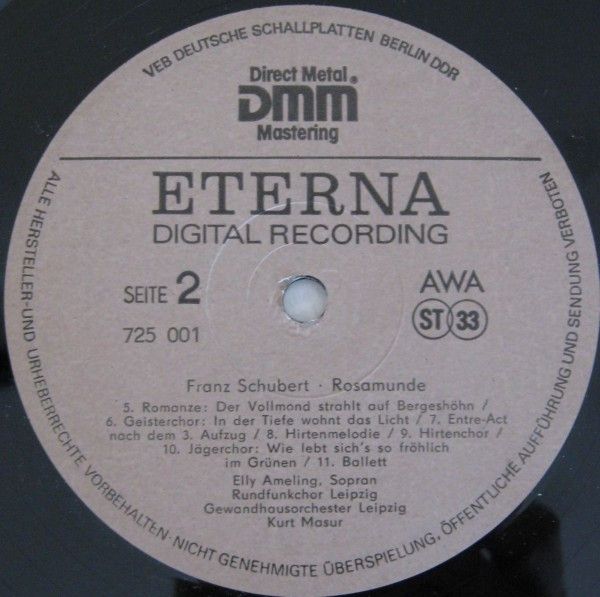 VEB DEUTSCHE SCHALLPLATTEN BERLIN DDR
Direct Metal®
DMM
Mastering
ETERNA
DIGITAL RECORDING
SEITE 2
AWA
725 001
ST 33
Franz Schubert · Rosamunde
5. Romanze: Der Vollmond strahlt auf Bergeshöhn /
6. Geisterchor: In der Tiefe wohnt das Licht / 7. Entre-Act
nach dem 3. Aufzug / 8. Hirtenmelodie / 9. Hirtenchor /
10. Jägerchor: Wie lebt sich's so fröhlich
im Grünen / 11. Ballett
Elly Ameling, Sopran
Rundfunkchor Leipzig
Gewandhausorchester Leipzig
Kurt Masur
ALLE HERSTELLER-UND URHEBERRECHTE VORBEHALTEN·NICHT GENEHMIGTE ÜBERSPIELUNG, ÖFFENTLICHE AUFFÜHRUNG UND SENDUNG VERBOTEN